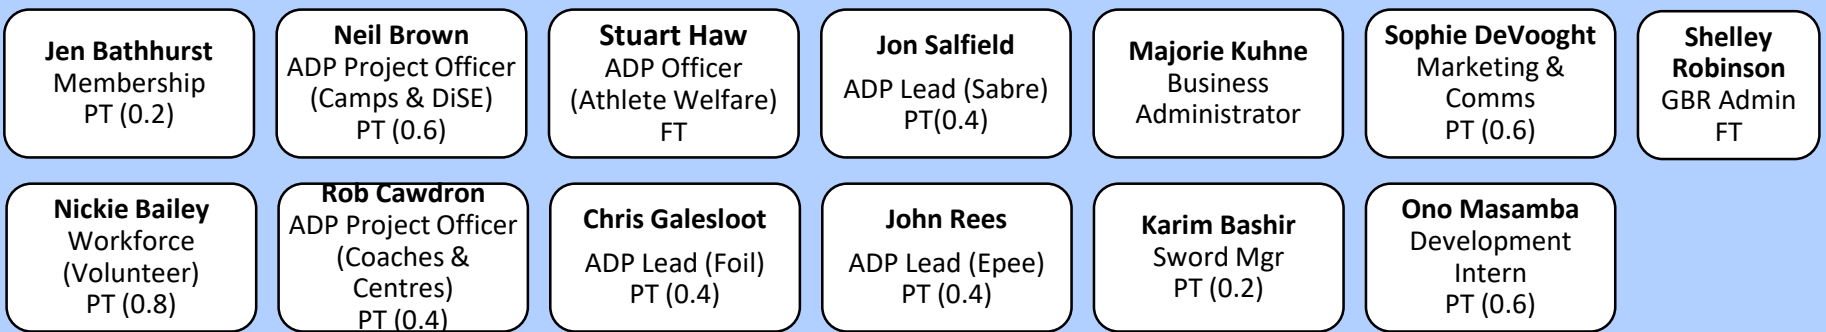 Jen Bathhurst
Membership
PT (0.2)
Neil Brown
ADP Project Officer
(Camps & DiSE)
PT (0.6)
Stuart Haw
ADP Officer
(Athlete Welfare)
FT
Jon Salfield
ADP Lead (Sabre)
PT(0.4)
Majorie Kuhne
Business
Administrator
Sophie DeVooght
Marketing &
Comms
PT (0.6)
Shelley
Robinson
GBR Admin
FT
Nickie Bailey
Workforce
(Volunteer)
PT (0.8)
Rob Cawdron
ADP Project Officer
(Coaches &
Centres)
PT (0.4)
Chris Galesloot
ADP Lead (Foil)
PT (0.4)
John Rees
ADP Lead (Epee)
PT (0.4)
Karim Bashir
Sword Mgr
PT (0.2)
Ono Masamba
Development
Intern
PT (0.6)